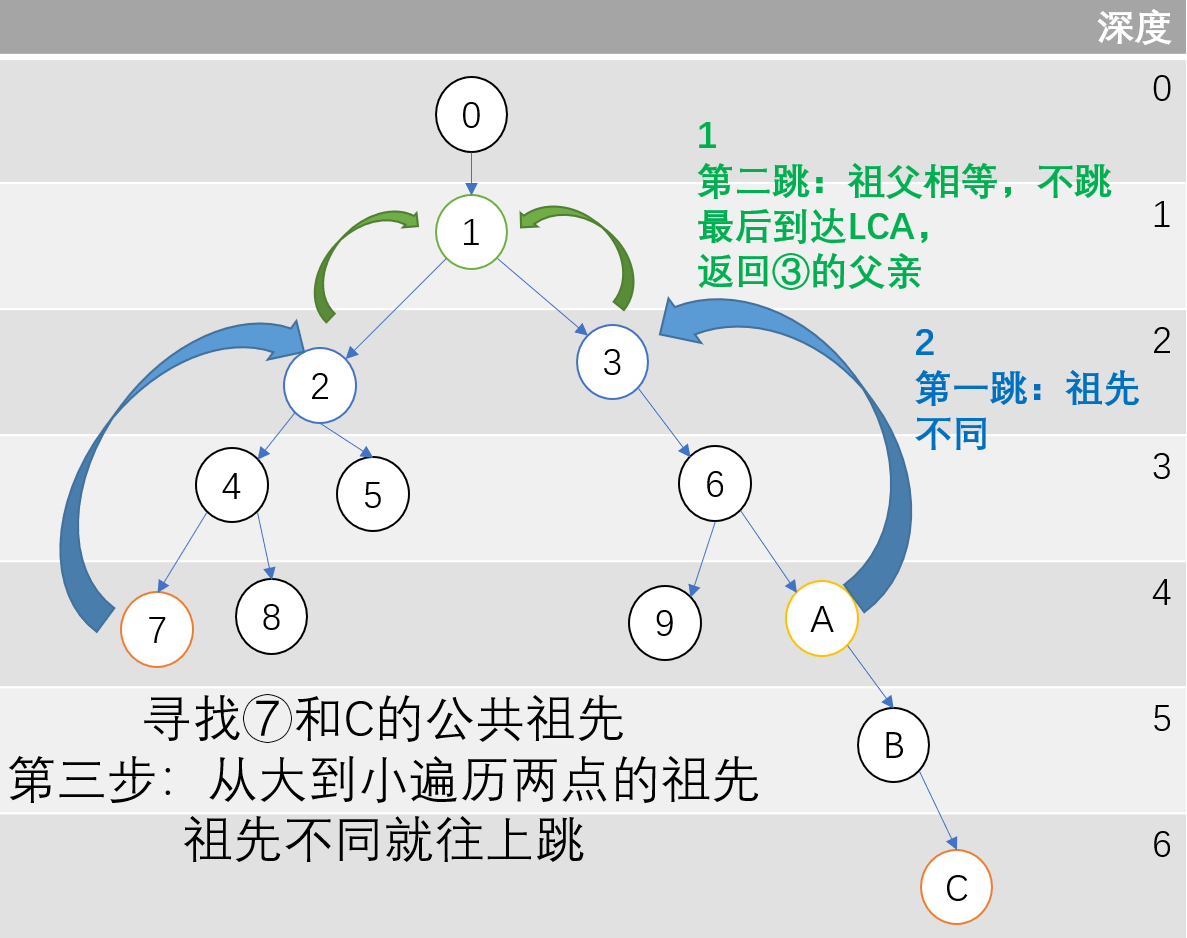 深度
0
0
1
第二跳：祖父相等，不跳
最后到达LCA，
返回③的父亲
1
1
2
第一跳：祖先
不同
2
3
2
4
5
6
3
7
8
9
A
4
寻找⑦和C的公共祖先
B
5
第三步：从大到小遍历两点的祖先
祖先不同就往上跳
C
6